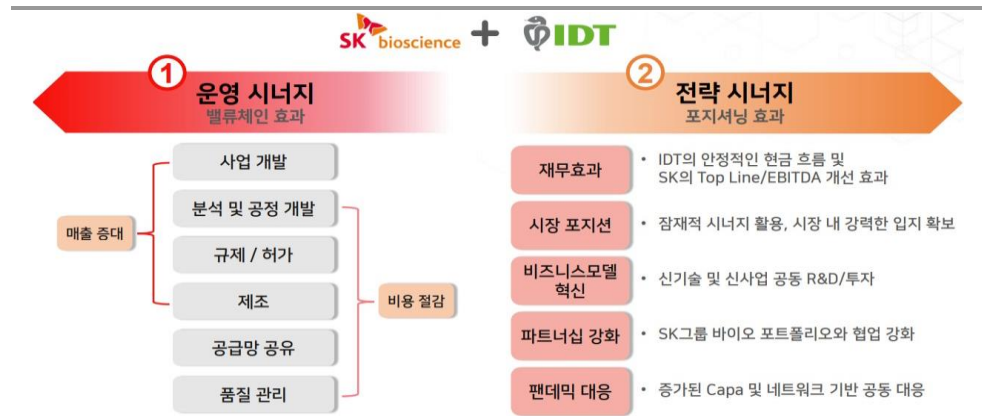 SK bioscience + IDT
1
운영 시너지
밸류체인 효과
매출 증대
사업 개발
분석 및 공정 개발
규제 / 허가
제조
공급망 공유
품질 관리
비용 절감
2
전략 시너지
포지셔닝 효과
재무효과
• IDT의 안정적인 현금 흐름 및
SK의 Top Line/EBITDA 개선 효과
시장 포지션
• 잠재적 시너지 활용, 시장 내 강력한 입지 확보
비즈니스모델
혁신
• 신기술 및 신사업 공동 R&D/투자
파트너십 강화
• SK그룹 바이오 포트폴리오와 협업 강화
팬데믹 대응
• 증가된 Capa 및 네트워크 기반 공동 대응